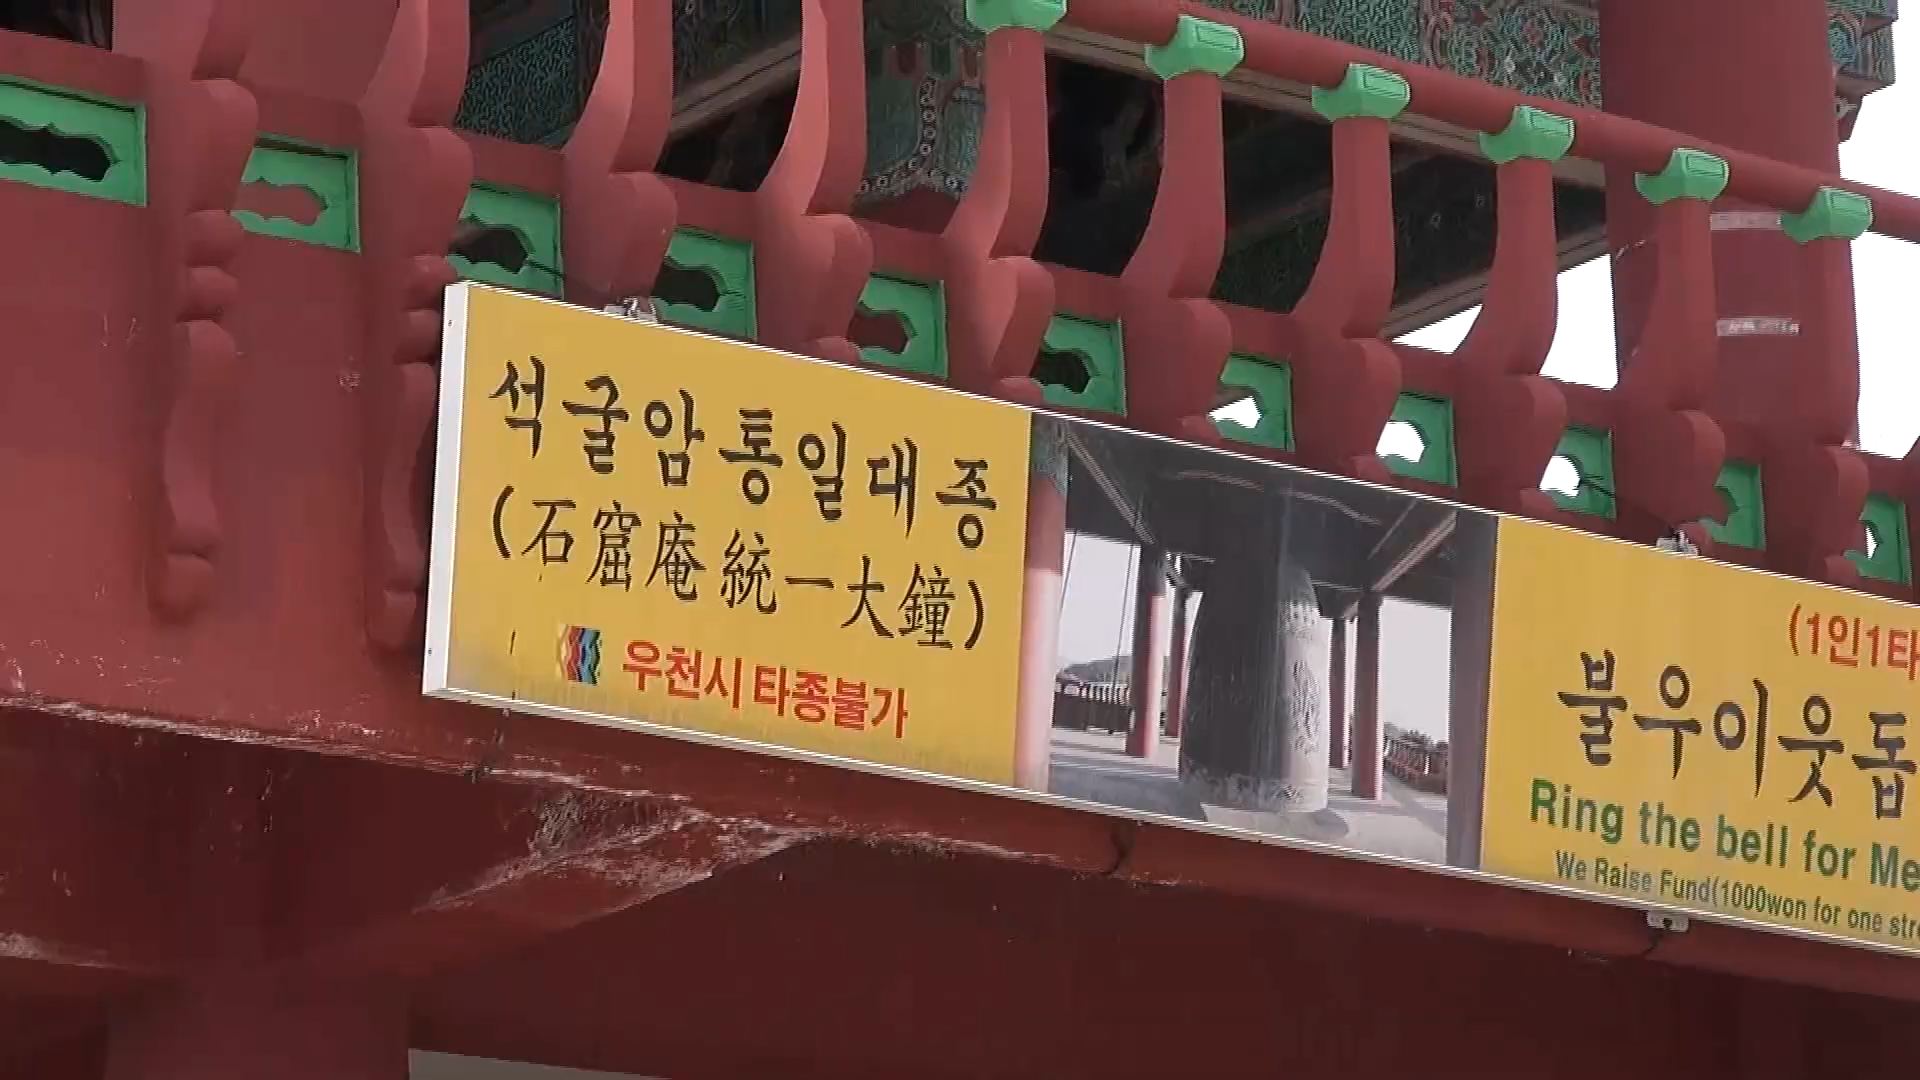 석굴암통일대종
(石窟庵統一大鐘)
우천시 타종불가
(1인1타
불우이웃돕
Ring the bell for Me
We Raise Fund(1000won for one str